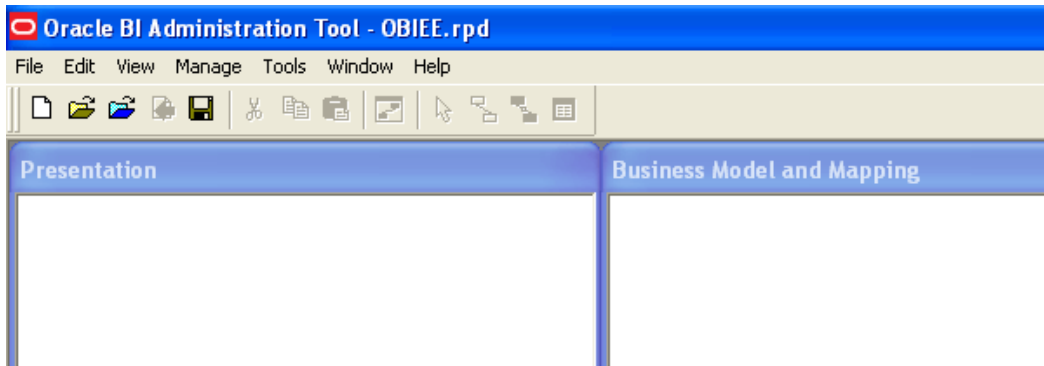 Oracle BI Administration Tool - OBIEE.rpd
File Edit View Manage Tools Window Help
Presentation
Business Model and Mapping